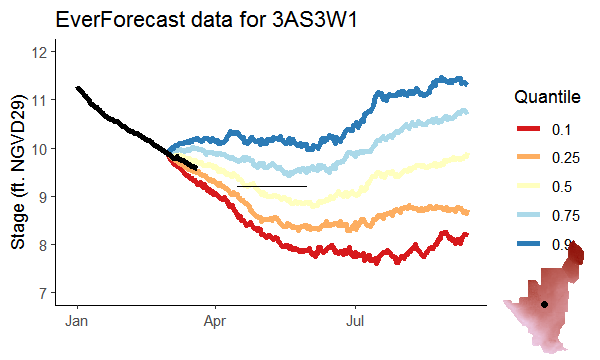 EverForecast data for 3AS3W1
Stage (ft. NGVD29)
12
11
10
9
8
7
Jan Apr Jul
Quantile
0.1
0.25
0.5
0.75
0.9